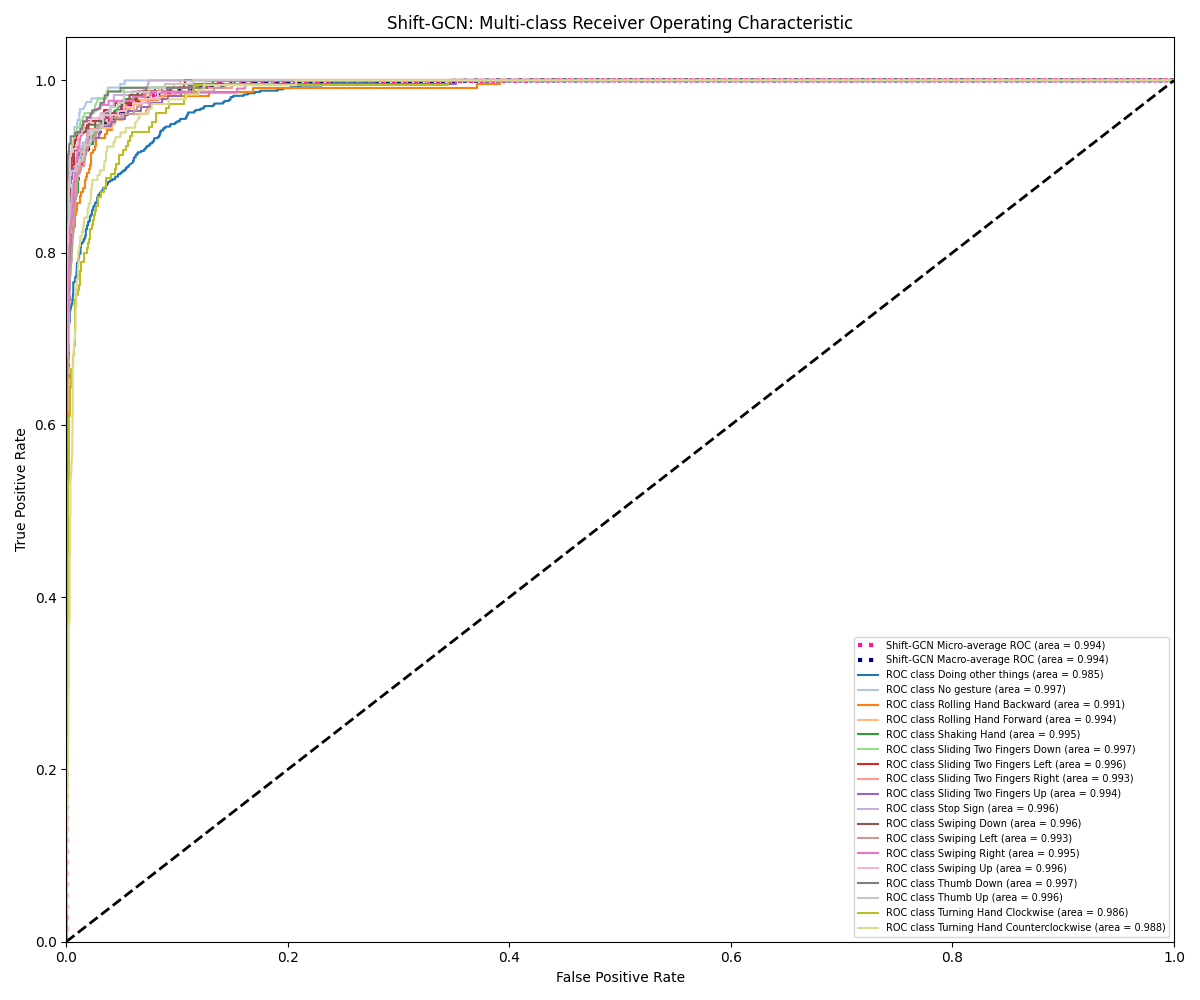 Shift-GCN: Multi-class Receiver Operating Characteristic
1.0
0.8
0.6
0.4
0.2
0.0
True Positive Rate
0.0 0.2 0.4 0.6 0.8 1.0
False Positive Rate
Shift-GCN Micro-average ROC (area = 0.994)
Shift-GCN Macro-average ROC (area = 0.994)
ROC class Doing other things (area = 0.985)
ROC class No gesture (area = 0.997)
ROC class Rolling Hand Backward (area = 0.991)
ROC class Rolling Hand Forward (area = 0.994)
ROC class Shaking Hand (area = 0.995)
ROC class Sliding Two Fingers Down (area = 0.997)
ROC class Sliding Two Fingers Left (area = 0.996)
ROC class Sliding Two Fingers Right (area = 0.993)
ROC class Sliding Two Fingers Up (area = 0.994)
ROC class Stop Sign (area = 0.996)
ROC class Swiping Down (area = 0.996)
ROC class Swiping Left (area = 0.993)
ROC class Swiping Right (area = 0.995)
ROC class Swiping Up (area = 0.996)
ROC class Thumb Down (area = 0.997)
ROC class Thumb Up (area = 0.996)
ROC class Turning Hand Clockwise (area = 0.986)
ROC class Turning Hand Counterclockwise (area = 0.988)